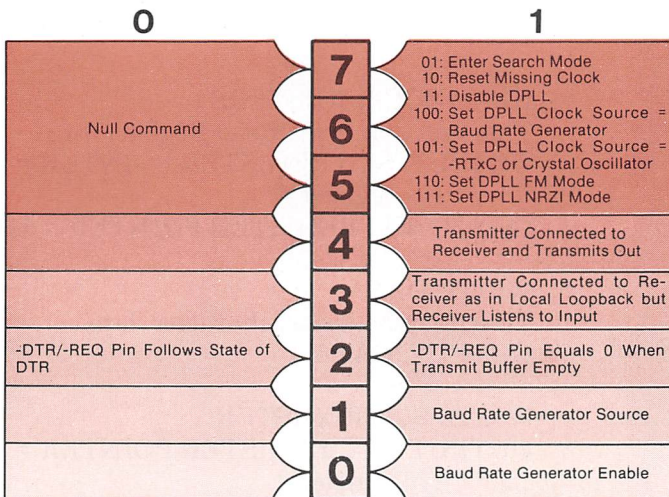 0
1
7
6
5
4
3
2
1
0
Null Command
01: Enter Search Mode
10: Reset Missing Clock
11: Disable DPLL
100: Set DPLL Clock Source =
Baud Rate Generator
101: Set DPLL Clock Source =
-RTxC or Crystal Oscillator
110: Set DPLL FM Mode
111: Set DPLL NRZI Mode
Transmitter Connected to
Receiver and Transmits Out
Transmitter Connected to Re-
ceiver as in Local Loopback but
Receiver Listens to Input
-DTR/-REQ Pin Follows State of
DTR
-DTR/-REQ Pin Equals 0 When
Transmit Buffer Empty
Baud Rate Generator Source
Baud Rate Generator Enable